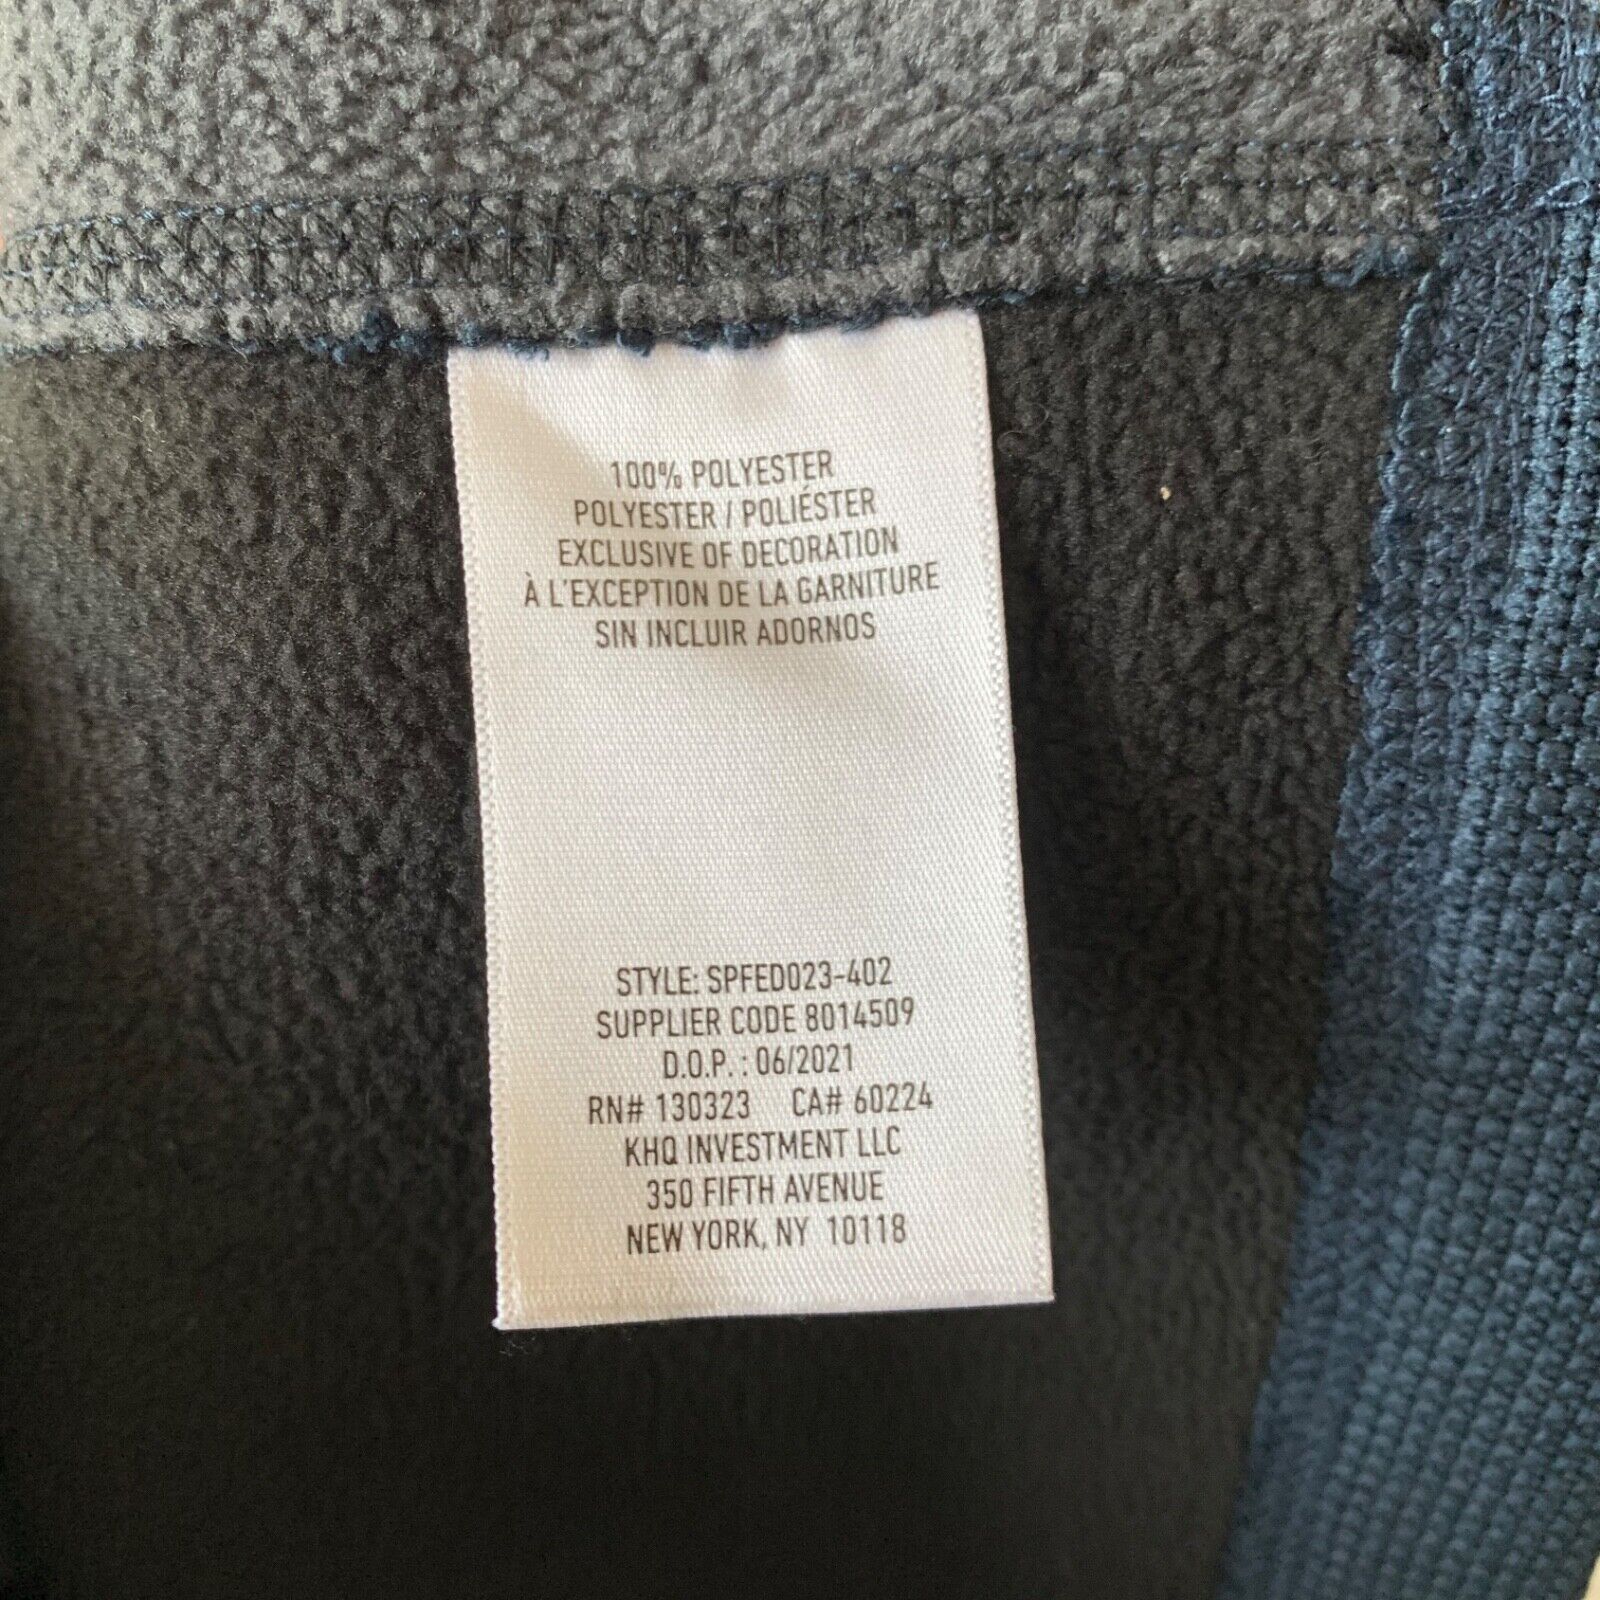 100% POLYESTER
POLYESTER / POLIÉSTER
EXCLUSIVE OF DECORATION
À L'EXCEPTION DE LA GARNITURE
SIN INCLUIR ADORNOS
STYLE: SPFED023-402
SUPPLIER CODE 8014509
D.O.P. : 06/2021
RN# 130323 CA# 60224
KHQ INVESTMENT LLC
350 FIFTH AVENUE
NEW YORK, NY 10118